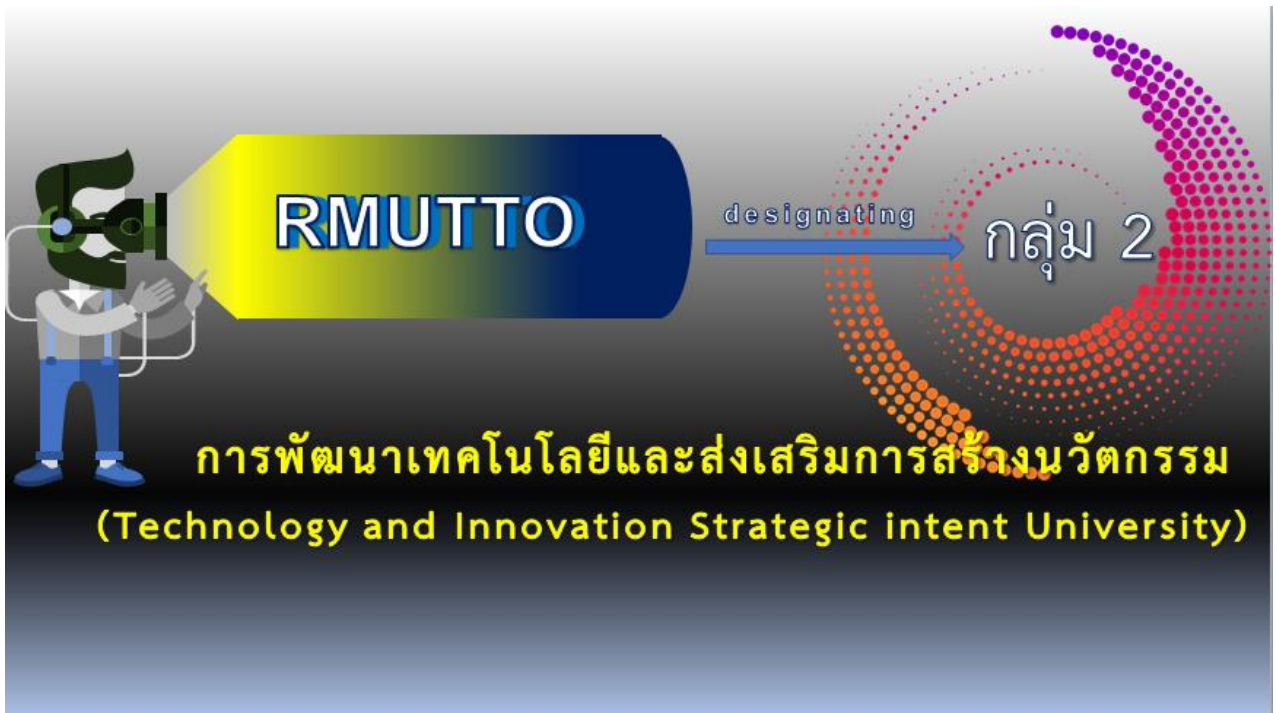 RMUTTO
designating
กลุ่ม 2
การพัฒนาเทคโนโลยีและส่งเสริมการสร้างนวัตกรรม
(Technology and Innovation Strategic intent University)